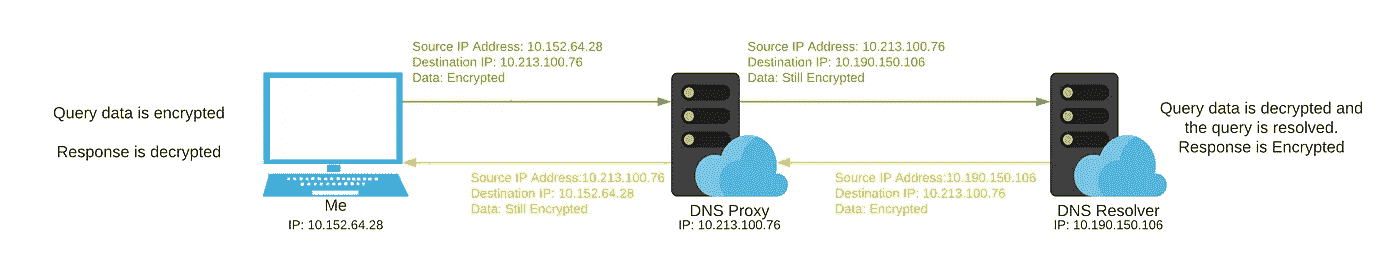 Source IP Address: 10.152.64.28
Destination IP: 10.213.100.76
Data: Encrypted
Source IP Address: 10.213.100.76
Destination IP: 10.190.150.106
Data: Still Encrypted
Query data is encrypted
Response is decrypted
Query data is decrypted and
the query is resolved.
Response is Encrypted
Source IP Address:10.213.100.76
Destination IP: 10.152.64.28
Data: Still Encrypted
Source IP Address:10.190.150.106
Destination IP: 10.213.100.76
Data: Encrypted
Me
IP: 10.152.64.28
DNS Proxy
IP: 10.213.100.76
DNS Resolver
IP: 10.190.150.106